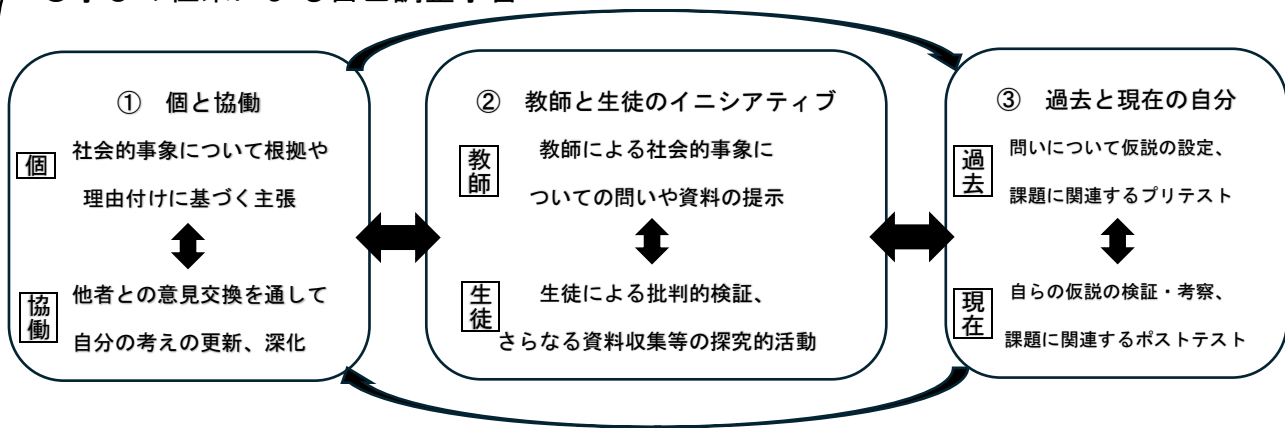 ① 個と協働
個
社会的事象について根拠や
理由付けに基づく主張
協働
他者との意見交換を通して
自分の考えの更新、深化
② 教師と生徒のイニシアティブ
教師
教師による社会的事象に
ついての問いや資料の提示
生徒
生徒による批判的検証、
さらなる資料収集等の探究的活動
③ 過去と現在の自分
過去
問いについて仮説の設定、
課題に関連するプリテスト
現在
自らの仮説の検証・考察、
課題に関連するポストテスト